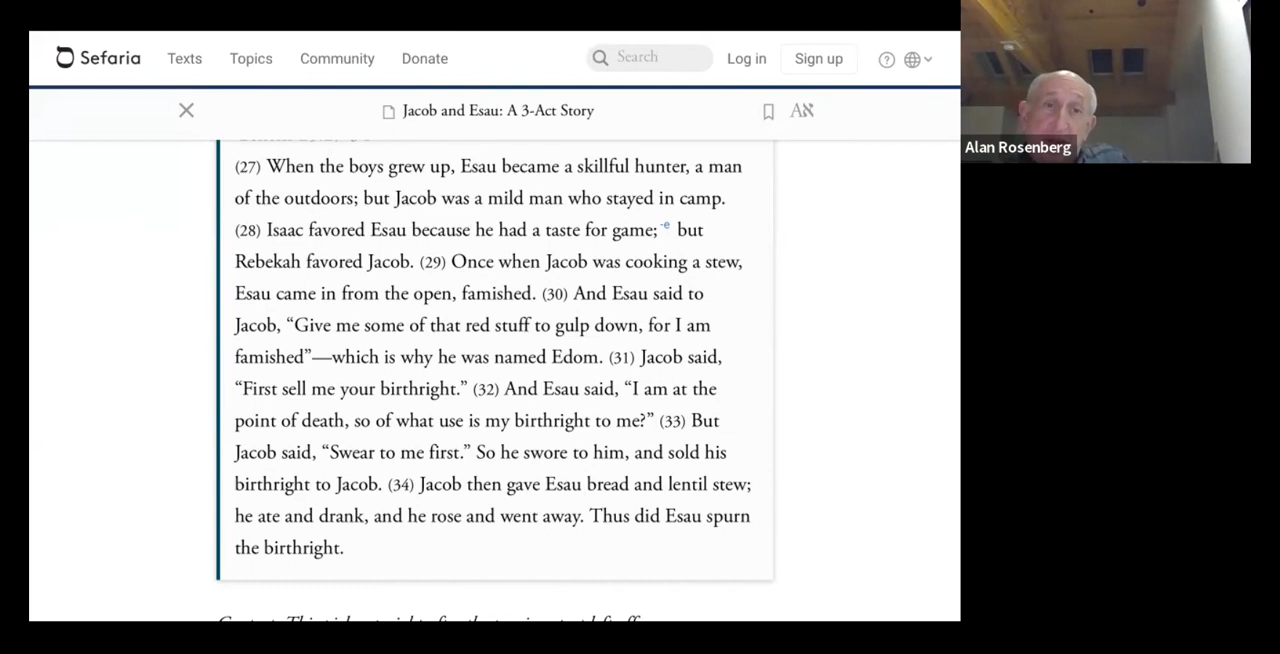 Sefaria
Texts
Topics
Community
Donate
Search
Log in
Sign up
Jacob and Esau: A 3-Act Story
Aא
(27) When the boys grew up, Esau became a skillful hunter, a man
of the outdoors; but Jacob was a mild man who stayed in camp.
(28) Isaac favored Esau because he had a taste for game;-e but
Rebekah favored Jacob. (29) Once when Jacob was cooking a stew,
Esau came in from the open, famished. (30) And Esau said to
Jacob, “Give me some of that red stuff to gulp down, for I am
famished”—which is why he was named Edom. (31) Jacob said,
“First sell me your birthright.” (32) And Esau said, “I am at the
point of death, so of what use is my birthright to me?” (33) But
Jacob said, “Swear to me first.” So he swore to him, and sold his
birthright to Jacob. (34) Jacob then gave Esau bread and lentil stew;
he ate and drank, and he rose and went away. Thus did Esau spurn
the birthright.
Alan Rosenberg